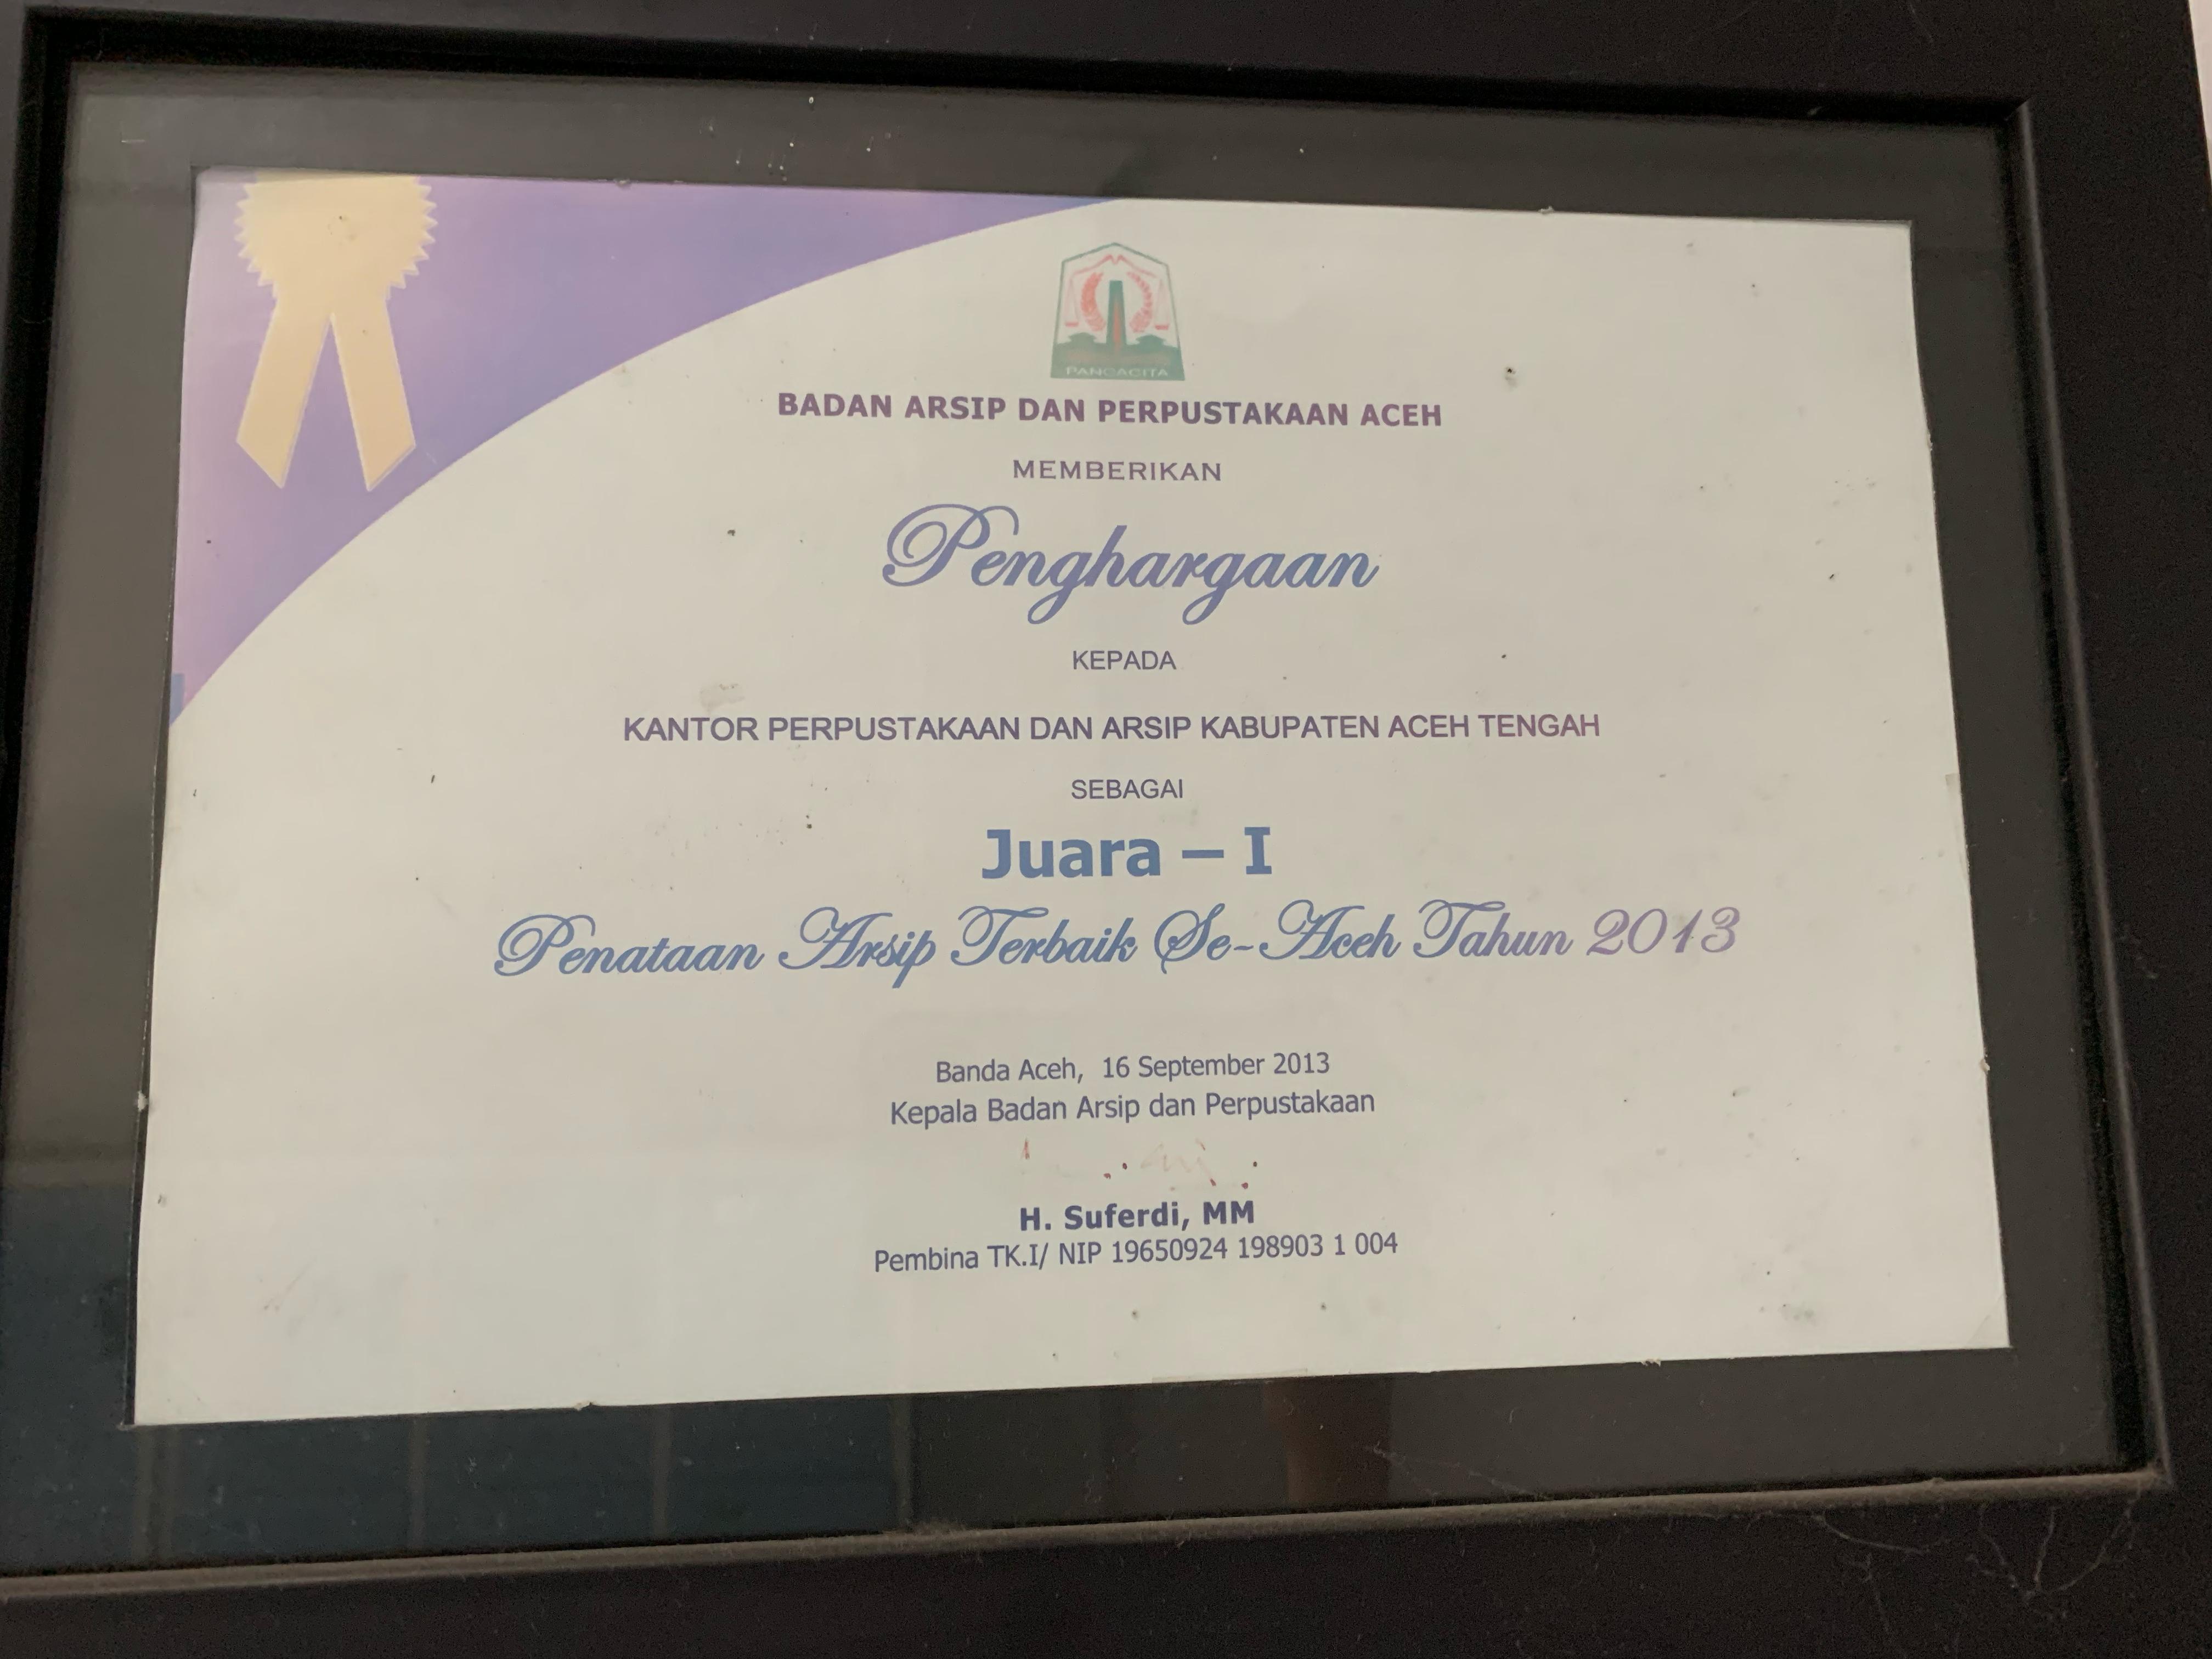 PANCACITA
BADAN ARSIP DAN PERPUSTAKAAN ACEH
MEMBERIKAN
Penghargaan
KEPADA
KANTOR PERPUSTAKAAN DAN ARSIP KABUPATEN ACEH TENGAH
SEBAGAI
Juara – I
Penataan Arsip Terbaik Se-Aceh Tahun 2013
Banda Aceh, 16 September 2013
Kepala Badan Arsip dan Perpustakaan
H. Suferdi, MM
Pembina TK.I/ NIP 19650924 198903 1 004